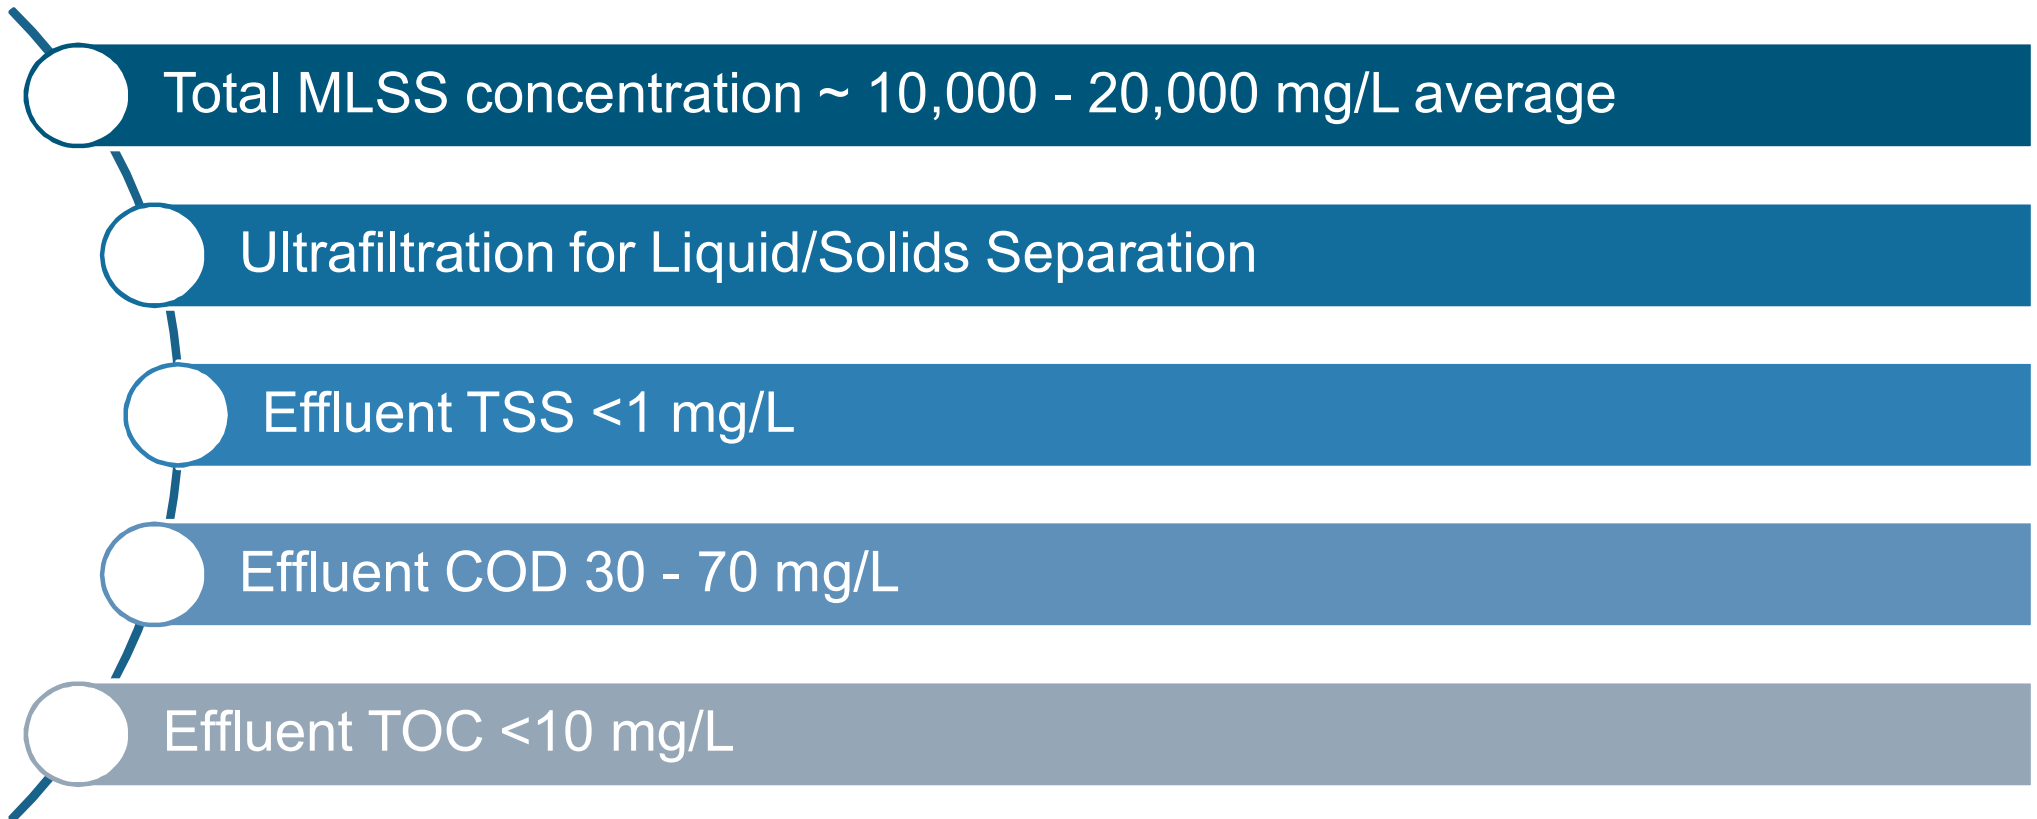 Total MLSS concentration ~ 10,000 - 20,000 mg/L average
Ultrafiltration for Liquid/Solids Separation
Effluent TSS <1 mg/L
Effluent COD 30 - 70 mg/L
Effluent TOC <10 mg/L